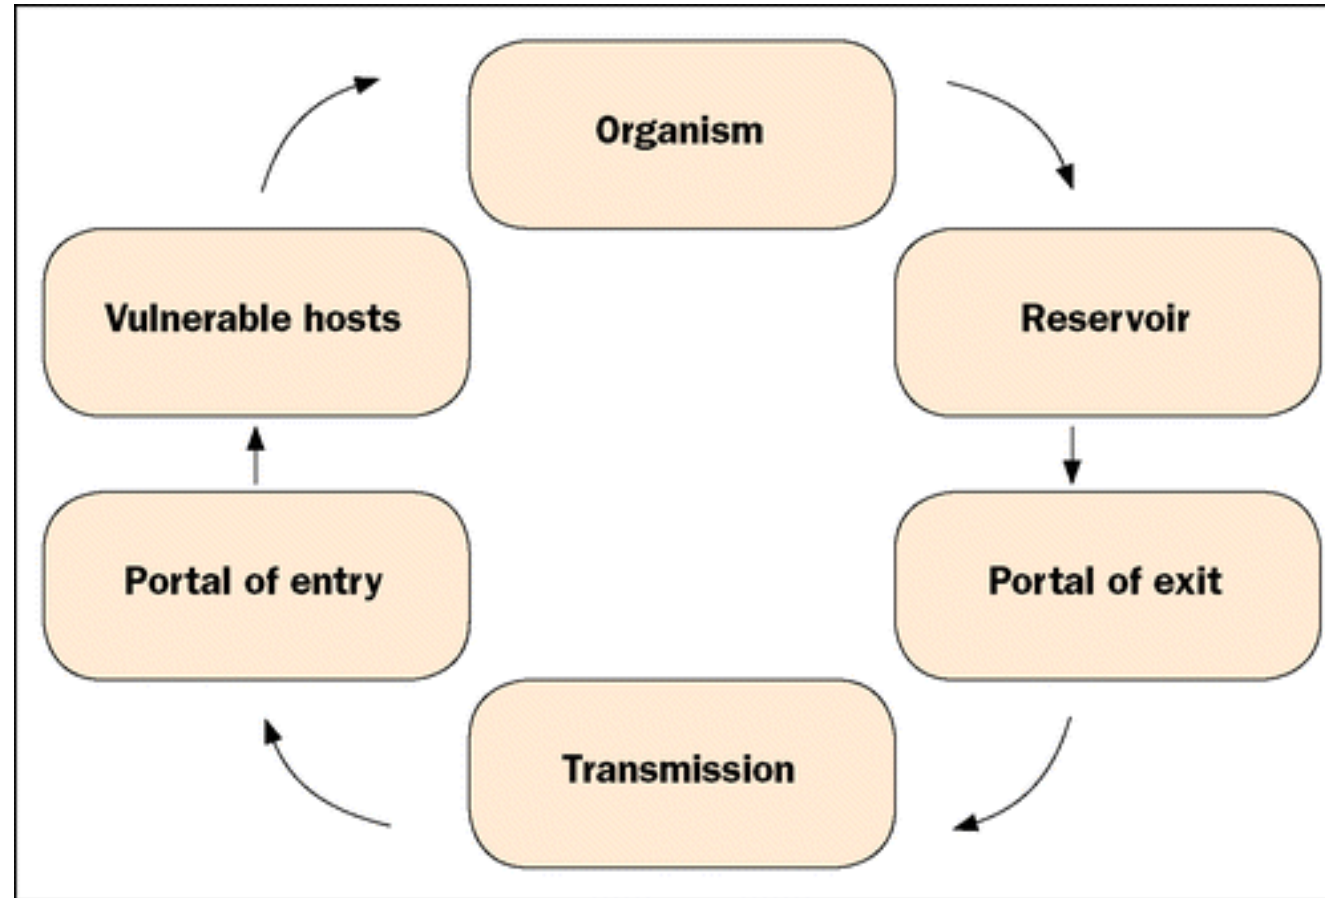 Organism
Vulnerable hosts
Reservoir
Portal of entry
Portal of exit
Transmission